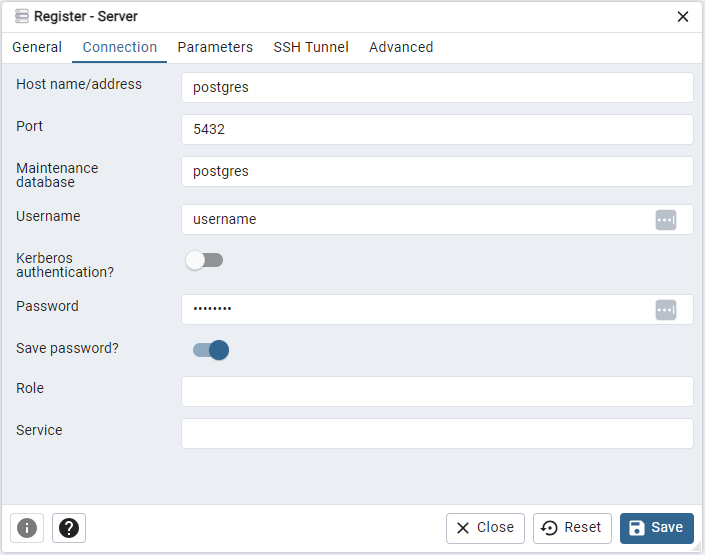 Register - Server
General Connection Parameters SSH Tunnel Advanced
Host name/address postgres
Port 5432
Maintenance
database postgres
Username username
Kerberos
authentication?
Password ••••••••
Save password?
Role
Service
Close Reset Save